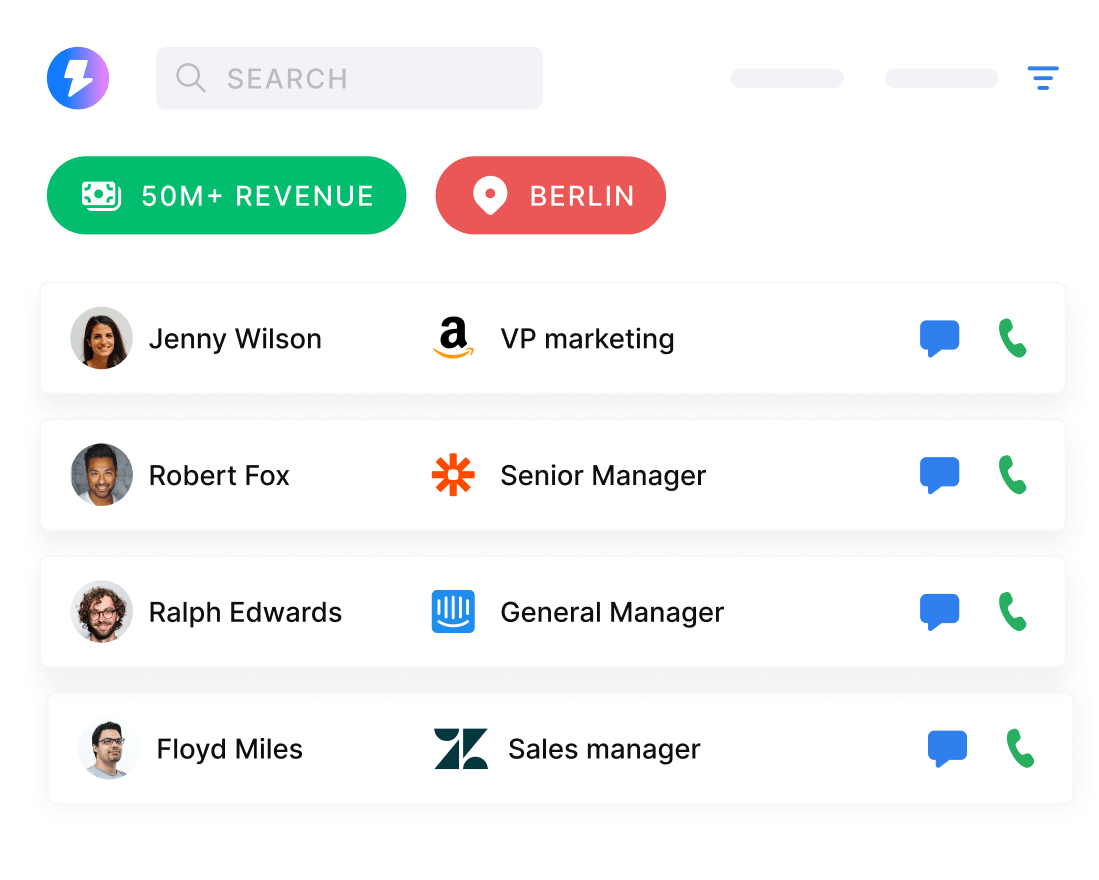 SEARCH
50M+ REVENUE BERLIN
Jenny Wilson a VP marketing
Robert Fox Senior Manager
Ralph Edwards General Manager
Floyd Miles Sales manager